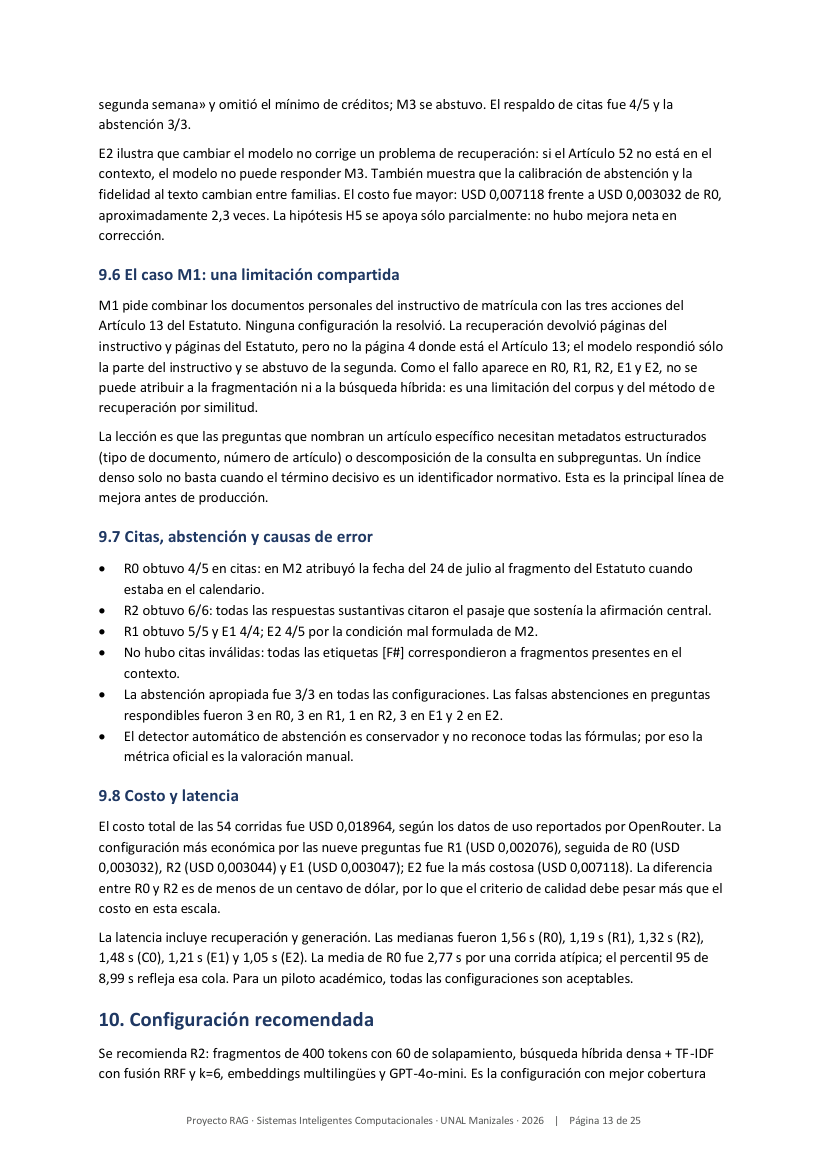 segunda semana» y omitió el mínimo de créditos; M3 se abstuvo. El respaldo de citas fue 4/5 y la
abstención 3/3.
E2 ilustra que cambiar el modelo no corrige un problema de recuperación: si el Artículo 52 no está en el
contexto, el modelo no puede responder M3. También muestra que la calibración de abstención y la
fidelidad al texto cambian entre familias. El costo fue mayor: USD 0,007118 frente a USD 0,003032 de R0,
aproximadamente 2,3 veces. La hipótesis H5 se apoya sólo parcialmente: no hubo mejora neta en
corrección.
9.6 El caso M1: una limitación compartida
M1 pide combinar los documentos personales del instructivo de matrícula con las tres acciones del
Artículo 13 del Estatuto. Ninguna configuración la resolvió. La recuperación devolvió páginas del
instructivo y páginas del Estatuto, pero no la página 4 donde está el Artículo 13; el modelo respondió sólo
la parte del instructivo y se abstuvo de la segunda. Como el fallo aparece en R0, R1, R2, E1 y E2, no se
puede atribuir a la fragmentación ni a la búsqueda híbrida: es una limitación del corpus y del método de
recuperación por similitud.
La lección es que las preguntas que nombran un artículo específico necesitan metadatos estructurados
(tipo de documento, número de artículo) o descomposición de la consulta en subpreguntas. Un índice
denso solo no basta cuando el término decisivo es un identificador normativo. Esta es la principal línea de
mejora antes de producción.
9.7 Citas, abstención y causas de error
• R0 obtuvo 4/5 en citas: en M2 atribuyó la fecha del 24 de julio al fragmento del Estatuto cuando
estaba en el calendario.
• R2 obtuvo 6/6: todas las respuestas sustantivas citaron el pasaje que sostenía la afirmación central.
• R1 obtuvo 5/5 y E1 4/4; E2 4/5 por la condición mal formulada de M2.
• No hubo citas inválidas: todas las etiquetas [F#] correspondieron a fragmentos presentes en el
contexto.
• La abstención apropiada fue 3/3 en todas las configuraciones. Las falsas abstenciones en preguntas
respondibles fueron 3 en R0, 3 en R1, 1 en R2, 3 en E1 y 2 en E2.
• El detector automático de abstención es conservador y no reconoce todas las fórmulas; por eso la
métrica oficial es la valoración manual.
9.8 Costo y latencia
El costo total de las 54 corridas fue USD 0,018964, según los datos de uso reportados por OpenRouter. La
configuración más económica por las nueve preguntas fue R1 (USD 0,002076), seguida de R0 (USD
0,003032), R2 (USD 0,003044) y E1 (USD 0,003047); E2 fue la más costosa (USD 0,007118). La diferencia
entre R0 y R2 es de menos de un centavo de dólar, por lo que el criterio de calidad debe pesar más que el
costo en esta escala.
La latencia incluye recuperación y generación. Las medianas fueron 1,56 s (R0), 1,19 s (R1), 1,32 s (R2),
1,48 s (C0), 1,21 s (E1) y 1,05 s (E2). La media de R0 fue 2,77 s por una corrida atípica; el percentil 95 de
8,99 s refleja esa cola. Para un piloto académico, todas las configuraciones son aceptables.
10. Configuración recomendada
Se recomienda R2: fragmentos de 400 tokens con 60 de solapamiento, búsqueda híbrida densa + TF-IDF
con fusión RRF y k=6, embeddings multilingües y GPT-4o-mini. Es la configuración con mejor cobertura
Proyecto RAG · Sistemas Inteligentes Computacionales · UNAL Manizales · 2026 | Página 13 de 25